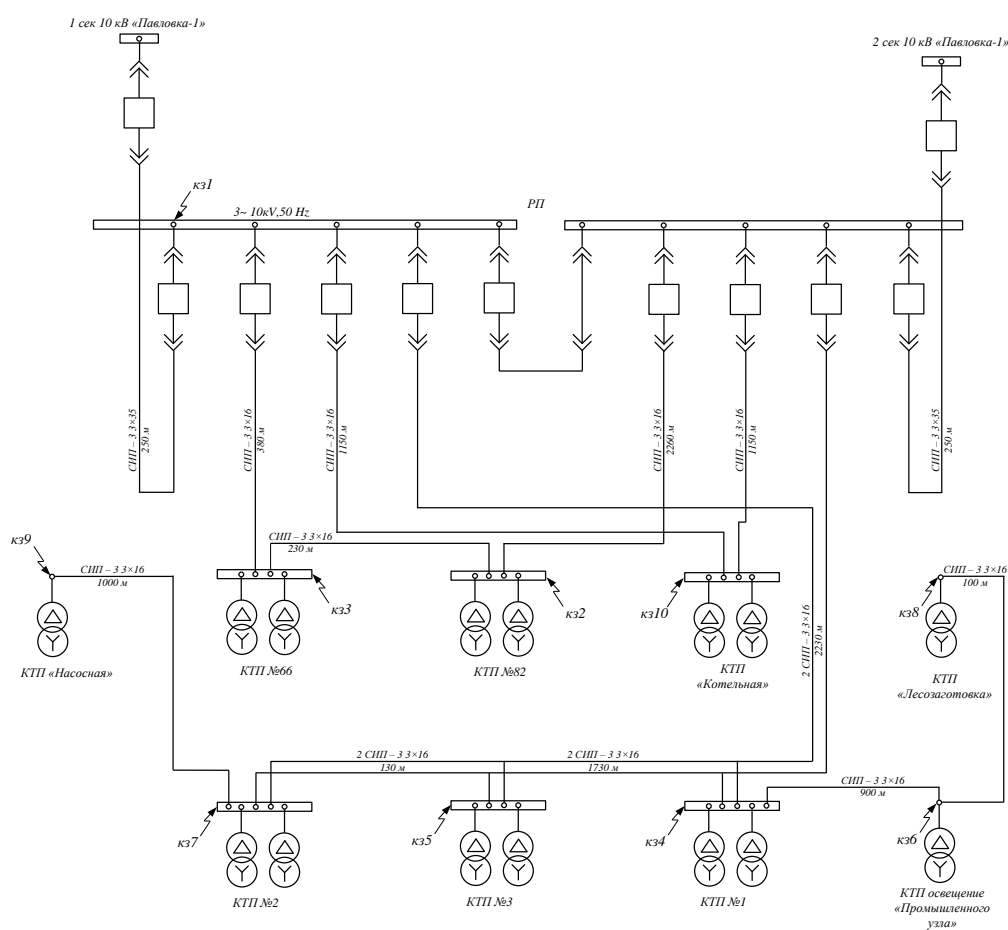 1 сек 10 кВ «Павловка-1»
2 сек 10 кВ «Павловка-1»
кз1
3~ 10kV,50 Hz
РП
СИП – 3 3×35
250 м
СИП – 3 3×16
380 м
СИП – 3 3×16
1150 м
СИП – 3 3×16
2260 м
СИП – 3 3×16
1150 м
СИП – 3 3×35
250 м
кз9
СИП – 3 3×16
1000 м
СИП – 3 3×16
230 м
кз3
кз2
кз10
2 СИП – 3 3×16
2230 м
СИП – 3 3×16
100 м
кз8
КТП «Насосная»
КТП №66
КТП №82
КТП
«Котельная»
КТП
«Лесозаготовка»
2 СИП – 3 3×16
130 м
2 СИП – 3 3×16
1730 м
СИП – 3 3×16
900 м
кз7
кз5
кз4
кз6
КТП №2
КТП №3
КТП №1
КТП освещение
«Промышленного
узла»